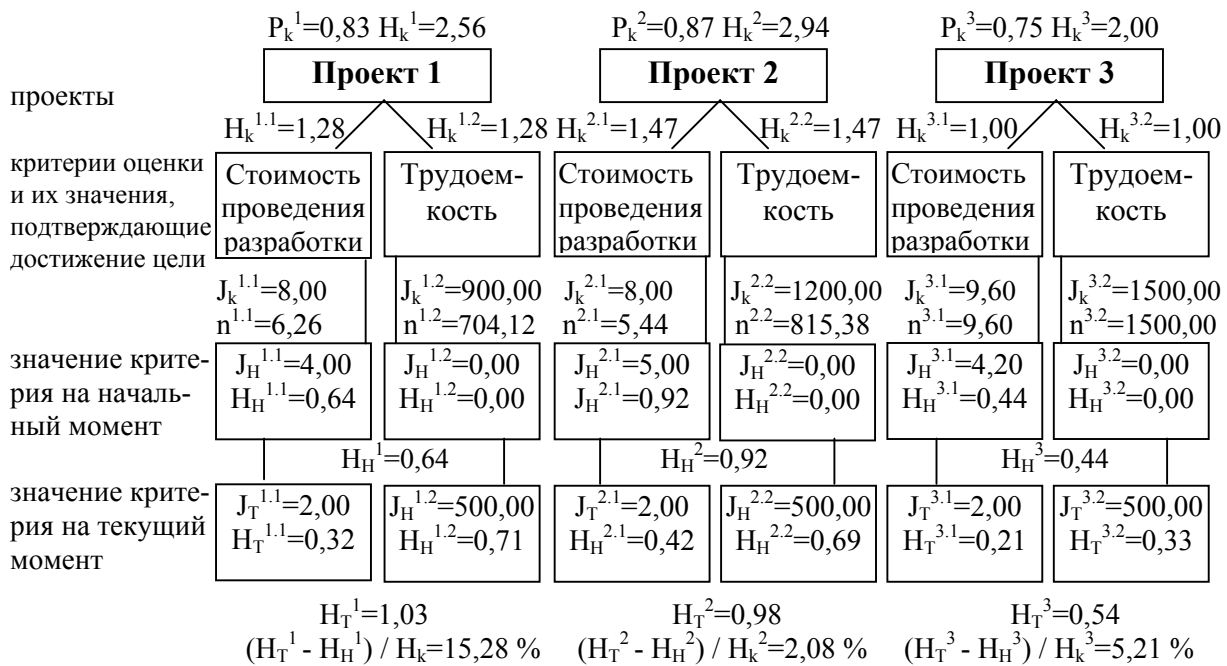 P_k^1=0,83 H_k^1=2,56 P_k^2=0,87 H_k^2=2,94 P_k^3=0,75 H_k^3=2,00
проекты
Проект 1 Проект 2 Проект 3
H_k^1.1=1,28 H_k^1.2=1,28 H_k^2.1=1,47 H_k^2.2=1,47 H_k^3.1=1,00 H_k^3.2=1,00
критерии оценки
и их значения,
подтверждающие
достижение цели
Стоимость
проведения
разработки
Трудоем-
кость
Стоимость
проведения
разработки
Трудоем-
кость
Стоимость
проведения
разработки
Трудоем-
кость
J_k^1.1=8,00 J_k^1.2=900,00 J_k^2.1=8,00 J_k^2.2=1200,00 J_k^3.1=9,60 J_k^3.2=1500,00
n^1.1=6,26 n^1.2=704,12 n^2.1=5,44 n^2.2=815,38 n^3.1=9,60 n^3.2=1500,00
значение крите-
рия на началь-
ный момент
J_H^1.1=4,00 J_H^1.2=0,00 J_H^2.1=5,00 J_H^2.2=0,00 J_H^3.1=4,20 J_H^3.2=0,00
H_H^1.1=0,64 H_H^1.2=0,00 J_H^2.1=0,92 H_H^2.2=0,00 H_H^3.1=0,44 H_H^3.2=0,00
H_H^1=0,64 H_H^2=0,92 H_H^3=0,44
значение крите-
рия на текущий
момент
J_T^1.1=2,00 J_H^1.2=500,00 J_T^2.1=2,00 J_H^2.2=500,00 J_T^3.1=2,00 J_T^3.2=500,00
H_T^1.1=0,32 H_H^1.2=0,71 H_H^2.1=0,42 H_H^2.2=0,69 H_T^3.1=0,21 H_T^3.2=0,33
H_T^1=1,03 H_T^2=0,98 H_T^3=0,54
(H_T^1 - H_H^1) / H_k=15,28 % (H_T^2 - H_H^2) / H_k^2=2,08 % (H_T^3 - H_H^3) / H_k^3=5,21 %